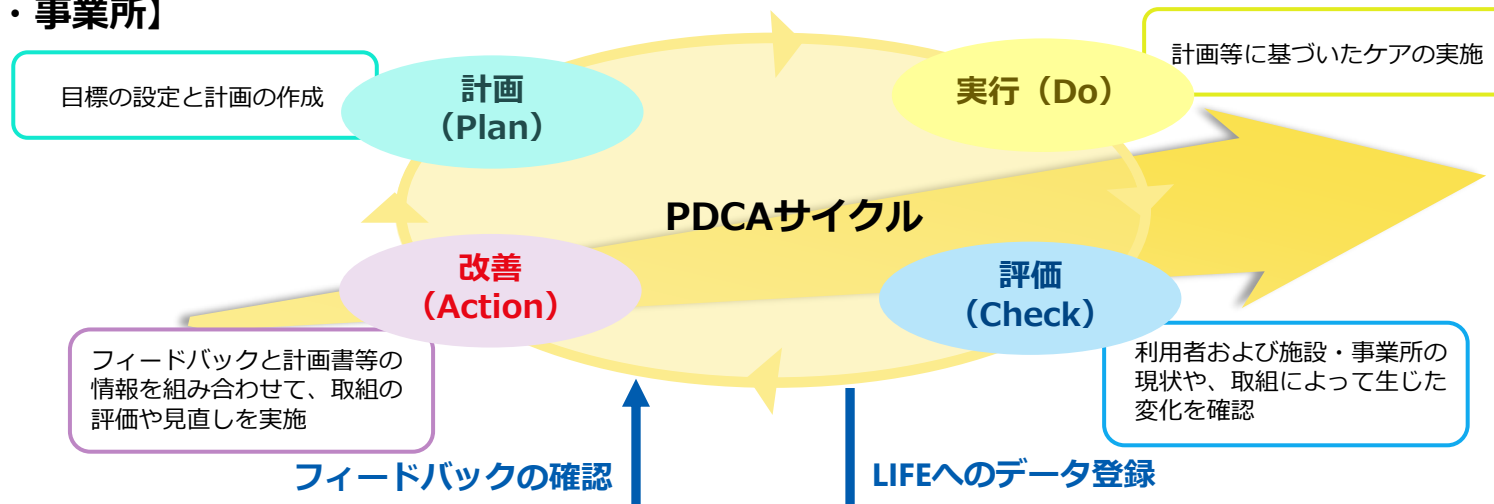 ・事業所】
目標の設定と計画の作成
計画
（Plan）
実行（Do）
計画等に基づいたケアの実施
PDCAサイクル
改善
（Action）
評価
（Check）
フィードバックと計画書等の
情報を組み合わせて、取組の
評価や見直しを実施
利用者および施設・事業所の
現状や、取組によって生じた
変化を確認
フィードバックの確認
LIFEへのデータ登録